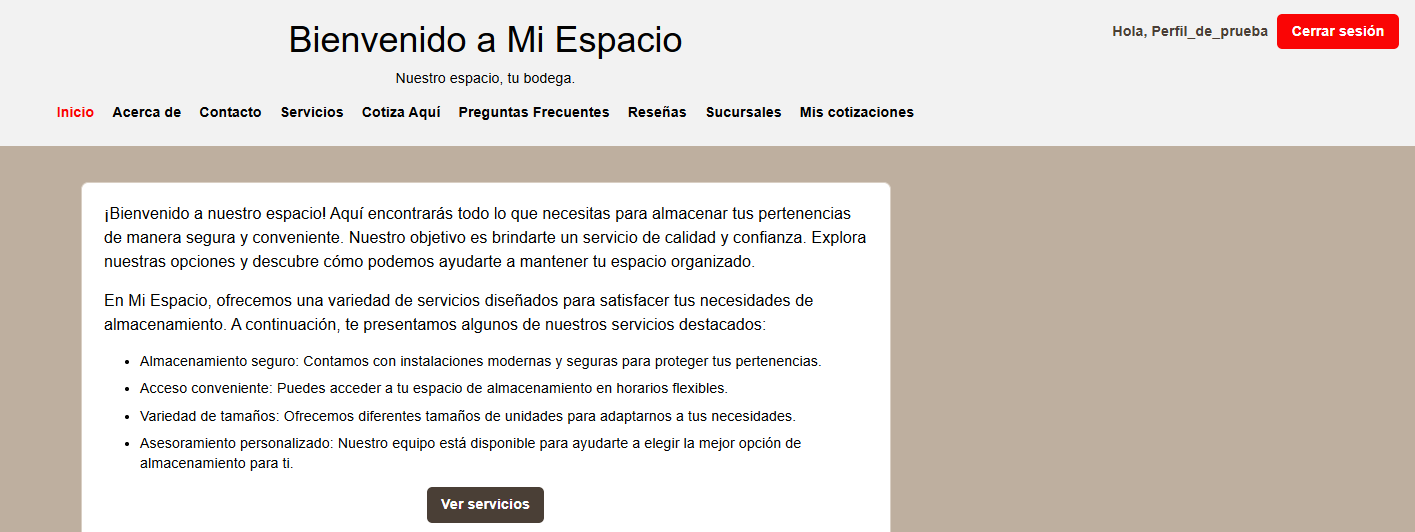 Bienvenido a Mi Espacio
Hola, Perfil_de_prueba
Cerrar sesión
Nuestro espacio, tu bodega.
Inicio Acerca de Contacto Servicios Cotiza Aquí Preguntas Frecuentes Reseñas Sucursales Mis cotizaciones
¡Bienvenido a nuestro espacio! Aquí encontrarás todo lo que necesitas para almacenar tus pertenencias
de manera segura y conveniente. Nuestro objetivo es brindarte un servicio de calidad y confianza. Explora
nuestras opciones y descubre cómo podemos ayudarte a mantener tu espacio organizado.
En Mi Espacio, ofrecemos una variedad de servicios diseñados para satisfacer tus necesidades de
almacenamiento. A continuación, te presentamos algunos de nuestros servicios destacados:
• Almacenamiento seguro: Contamos con instalaciones modernas y seguras para proteger tus pertenencias.
• Acceso conveniente: Puedes acceder a tu espacio de almacenamiento en horarios flexibles.
• Variedad de tamaños: Ofrecemos diferentes tamaños de unidades para adaptarnos a tus necesidades.
• Asesoramiento personalizado: Nuestro equipo está disponible para ayudarte a elegir la mejor opción de
almacenamiento para ti.
Ver servicios